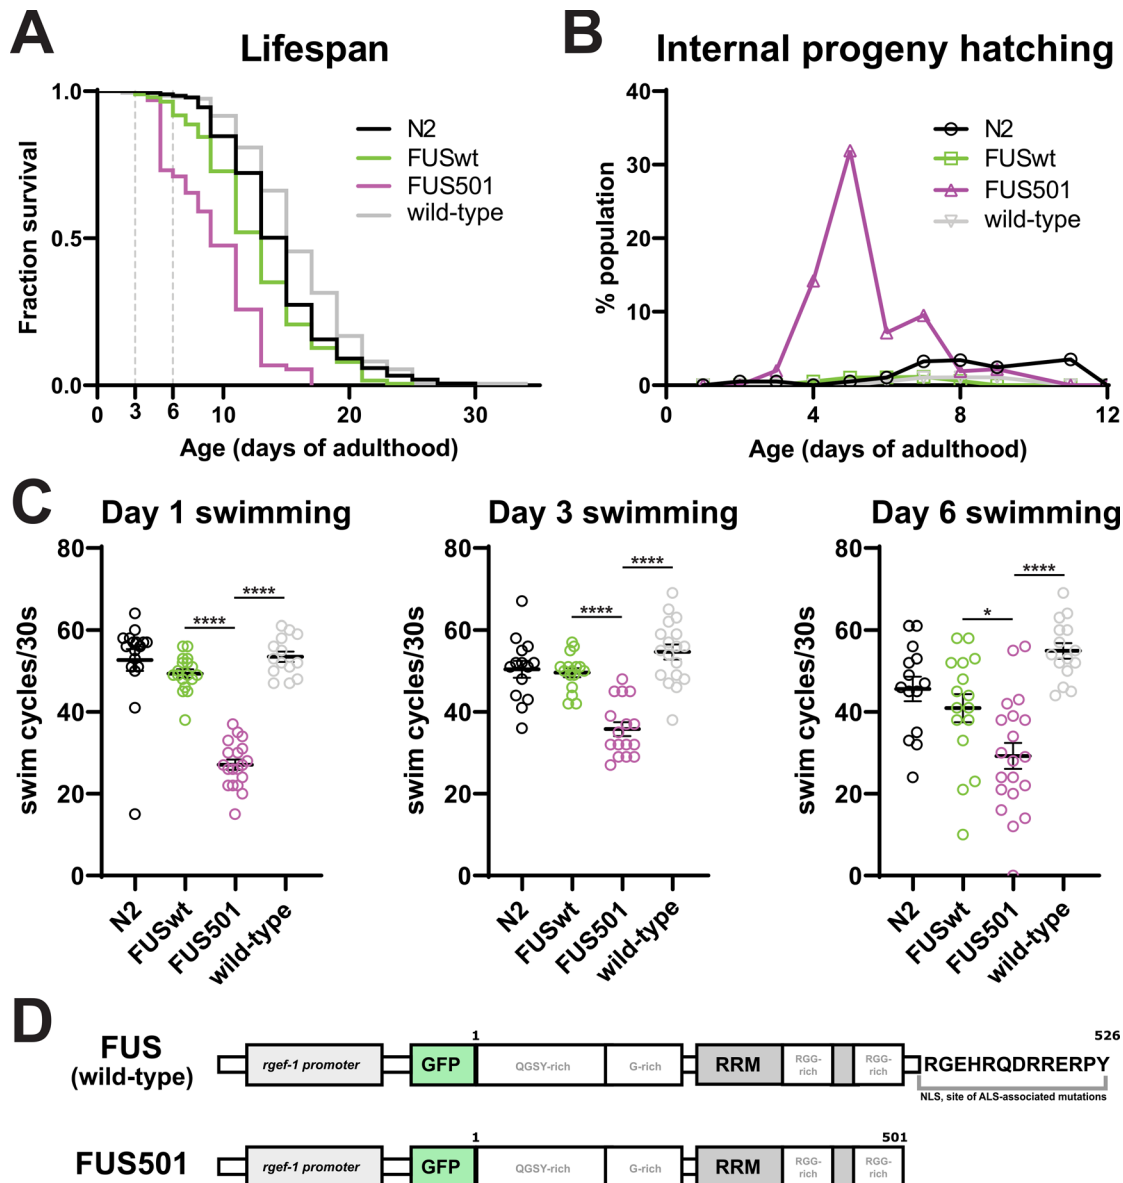 A
Lifespan
1.0
0.5
0.0
Fraction survival
0
3
6
10
20
30
Age (days of adulthood)
N2
FUSwt
FUS501
wild-type
B
Internal progeny hatching
40
30
20
10
0
% population
0
4
8
12
Age (days of adulthood)
N2
FUSwt
FUS501
wild-type
C
Day 1 swimming
80
60
40
20
0
swim cycles/30s
****
****
N2
FUSwt
FUS501
wild-type
Day 3 swimming
80
60
40
20
0
swim cycles/30s
****
****
N2
FUSwt
FUS501
wild-type
Day 6 swimming
80
60
40
20
0
swim cycles/30s
*
****
N2
FUSwt
FUS501
wild-type
D
FUS
(wild-type)
1
526
rgef-1 promoter
GFP
QGSY-rich
G-rich
RRM
RGG-
rich
RGG-
rich
RGEHRQDRRERPY
NLS, site of ALS-associated mutations
FUS501
1
501
rgef-1 promoter
GFP
QGSY-rich
G-rich
RRM
RGG-
rich
RGG-
rich